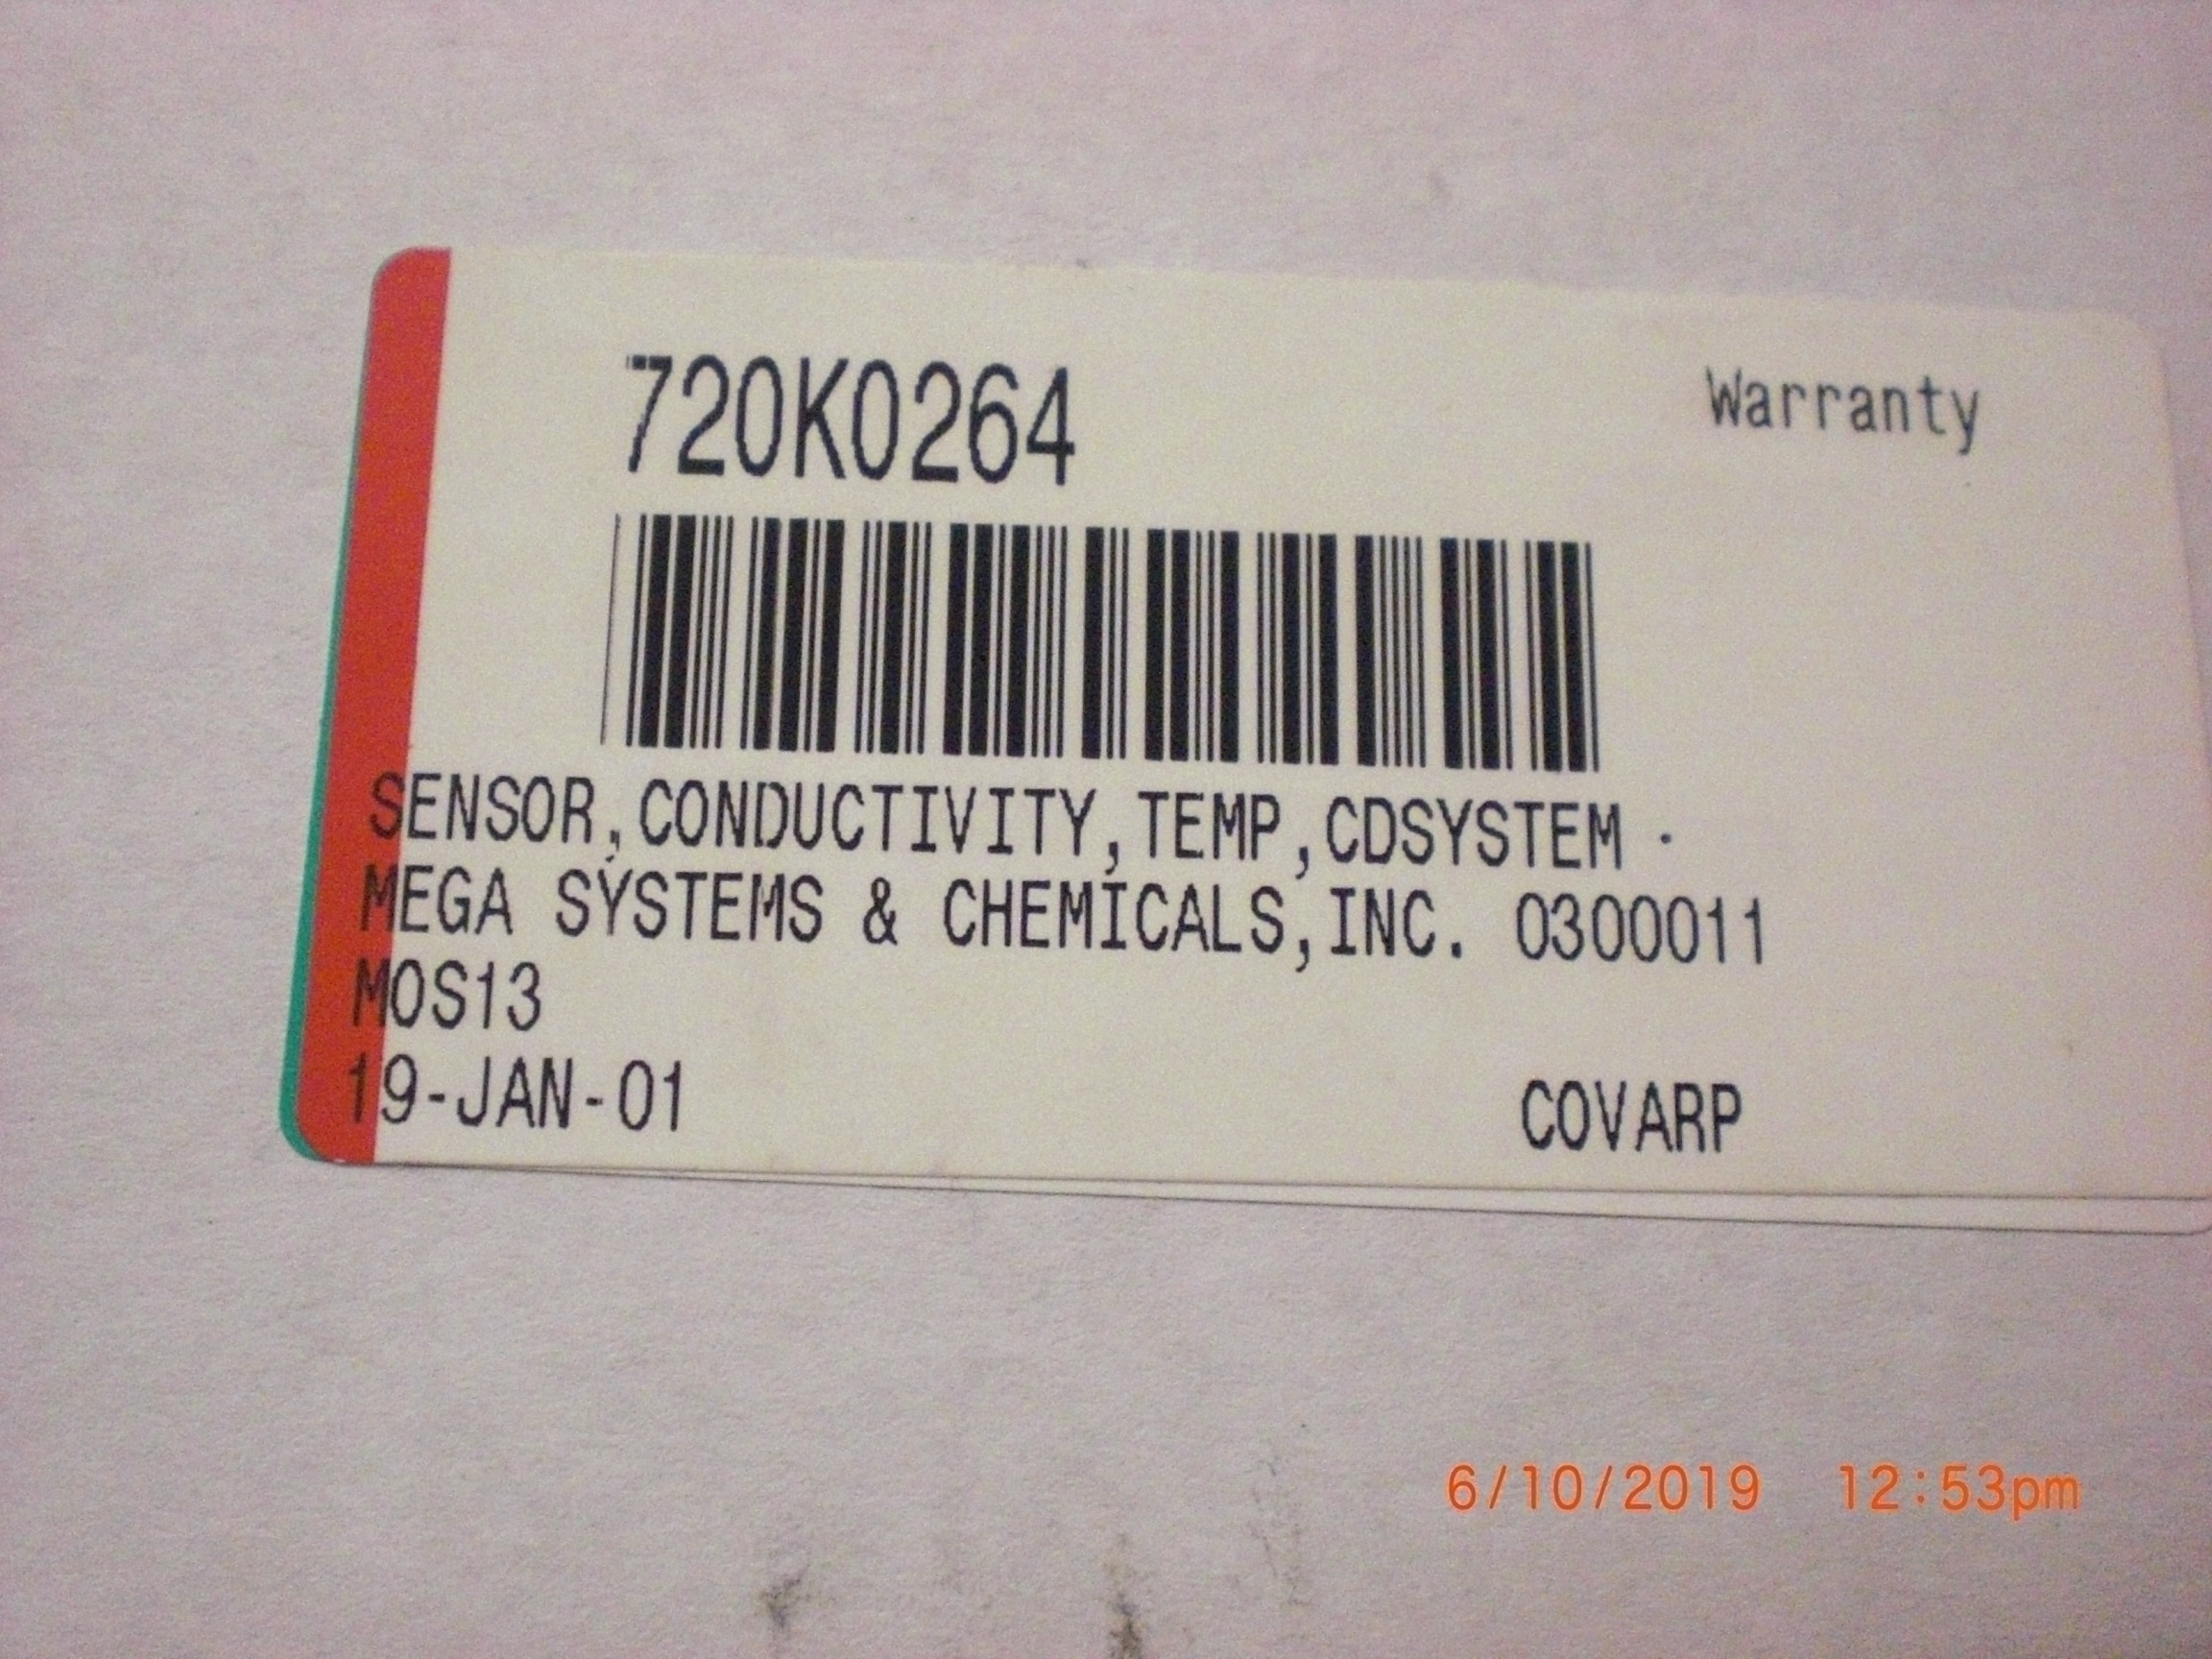 720K0264
Warranty
SENSOR,CONDUCTIVITY,TEMP,CDSYSTEM
MEGA SYSTEMS & CHEMICALS,INC. 0300011
MOS13
19-JAN-01
COVARP
6/10/2019 12:53pm